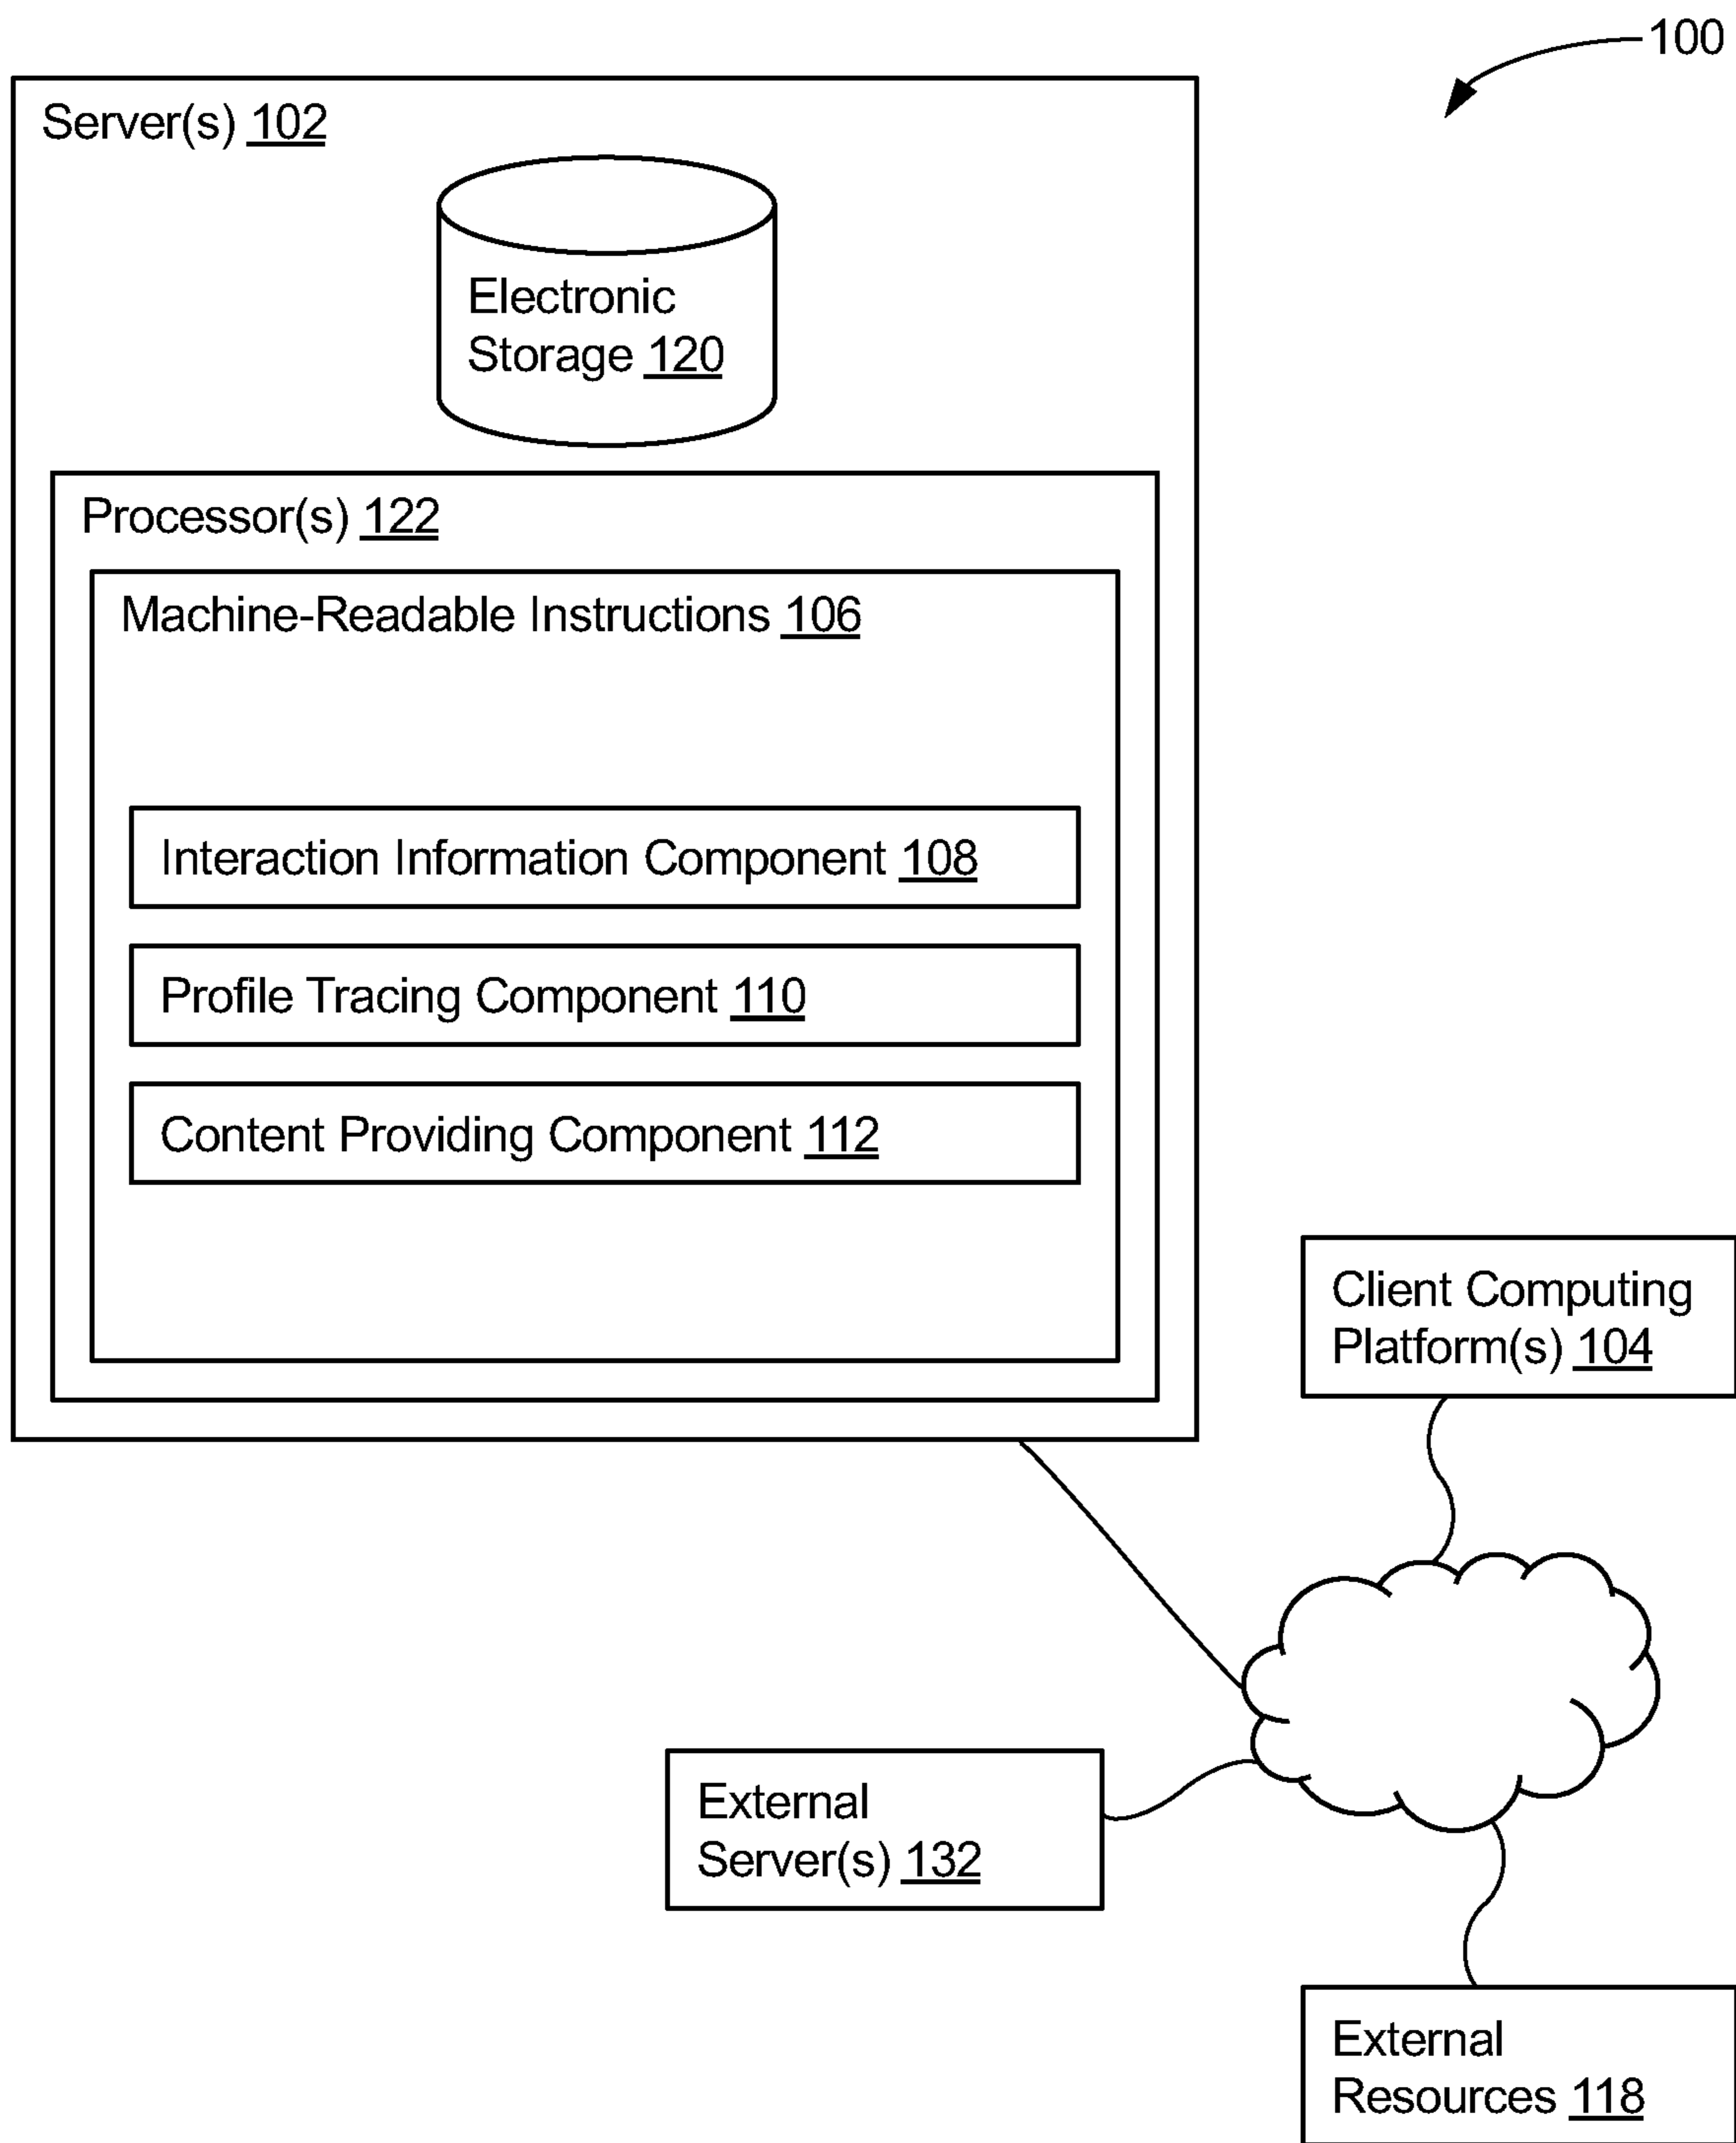 100
Server(s) 102
Electronic
Storage 120
Processor(s) 122
Machine-Readable Instructions 106
Interaction Information Component 108
Profile Tracing Component 110
Content Providing Component 112
Client Computing
Platform(s) 104
External
Server(s) 132
External
Resources 118